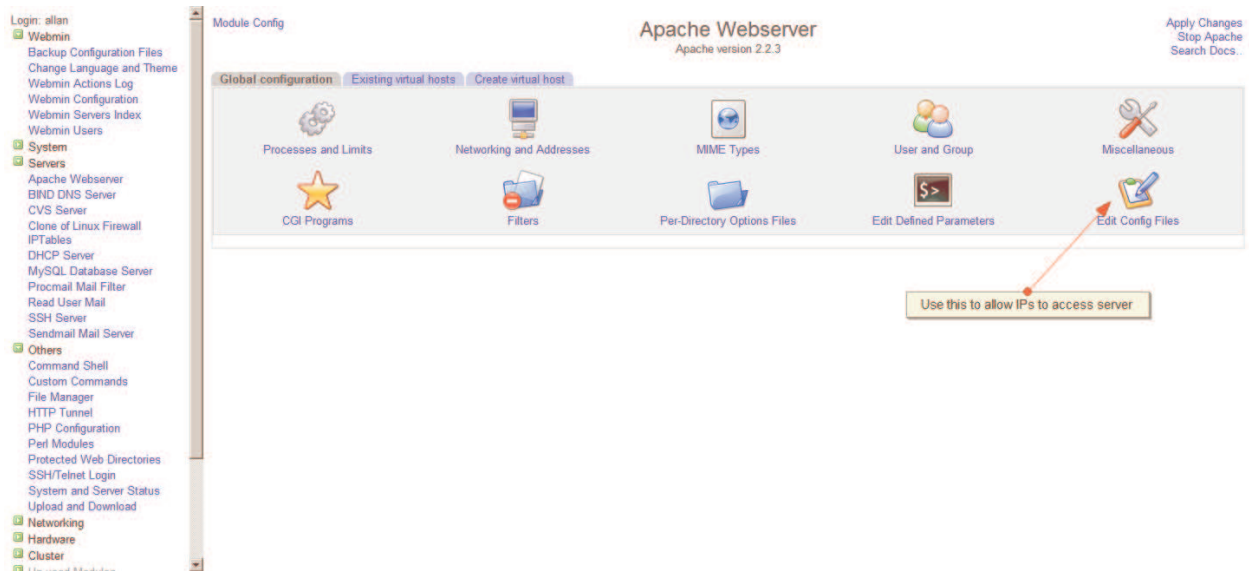 Login: allan
Webmin
Backup Configuration Files
Change Language and Theme
Webmin Actions Log
Webmin Configuration
Webmin Servers Index
Webmin Users
System
Servers
Apache Webserver
BIND DNS Server
CVS Server
Clone of Linux Firewall
IPTables
DHCP Server
MySQL Database Server
Procmail Mail Filter
Read User Mail
SSH Server
Sendmail Mail Server
Others
Command Shell
Custom Commands
File Manager
HTTP Tunnel
PHP Configuration
Perl Modules
Protected Web Directories
SSH/Telnet Login
System and Server Status
Upload and Download
Networking
Hardware
Cluster
Module Config
Apache Webserver
Apache version 2.2.3
Apply Changes
Stop Apache
Search Docs..
Global configuration Existing virtual hosts Create virtual host
Processes and Limits Networking and Addresses MIME Types User and Group Miscellaneous
$>
CGI Programs Filters Per-Directory Options Files Edit Defined Parameters Edit Config Files
Use this to allow IPs to access server